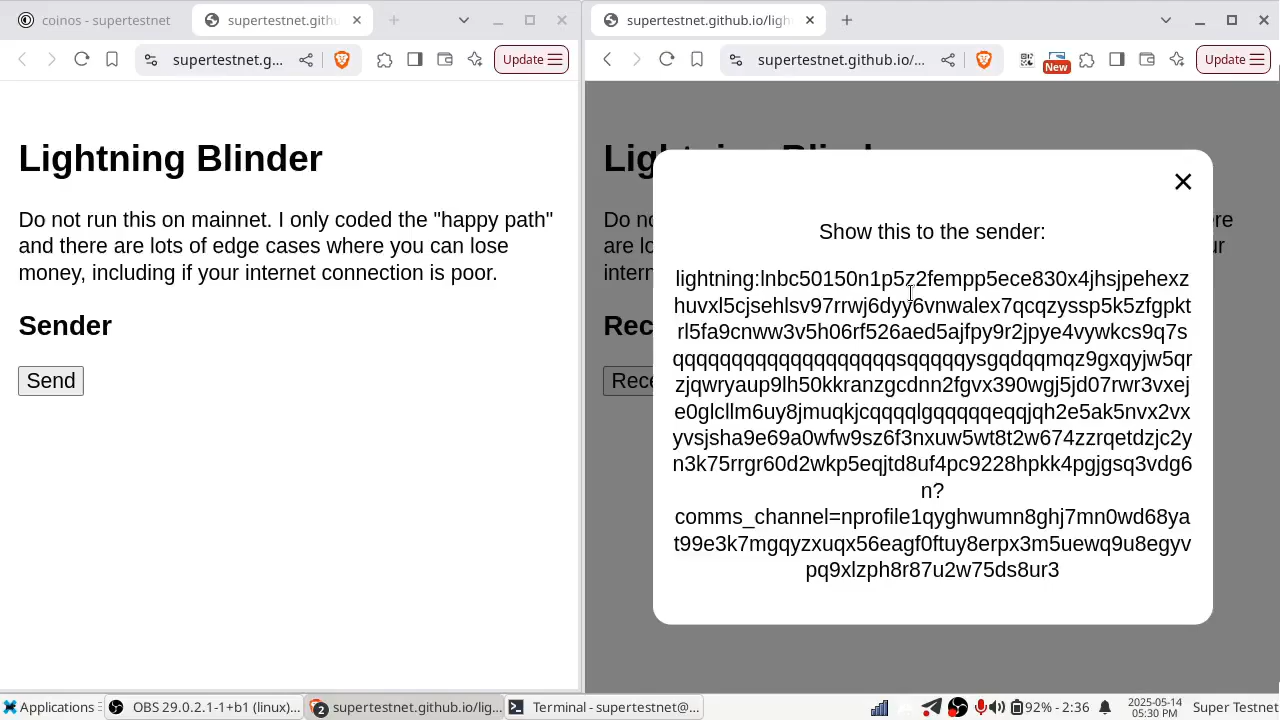 coinos - supertestnet
supertestnet.gith
supertestnet.g...
Update
Lightning Blinder
Do not run this on mainnet. I only coded the "happy path"
and there are lots of edge cases where you can lose
money, including if your internet connection is poor.
Sender
Send
supertestnet.github.io/ligh
supertestnet.github.io/...
New
Update
Show this to the sender:
lightning:lnbc50150n1p5z2fempp5ece830x4jhsjpehexz
huvxl5cjsehlsv97rrwj6dyy6vnwalex7qcqzyssp5k5zfgpkt
rl5fa9cnww3v5h06rf526aed5ajfpy9r2jpye4vywkcs9q7s
qqqqqqqqqqqqqqqqqqqsqqqqqysgqdqqmqz9gxqyjw5qr
zjqwryaup9lh50kkranzgcdnn2fgvx390wgj5jd07rwr3vxej
e0glcllm6uy8jmuqkjcqqqqlgqqqqqeqqjqh2e5ak5nvx2vx
yvsjsha9e69a0wfw9sz6f3nxuw5wt8t2w674zzrqetdzjc2y
n3k75rrgr60d2wkp5eqjtd8uf4pc9228hpkk4pgjgsq3vdg6
n?
comms_channel=nprofile1qyghwumn8ghj7mn0wd68ya
t99e3k7mgqyzxuqx56eagf0ftuy8erpx3m5uewq9u8egyv
pq9xlzph8r87u2w75ds8ur3
Applications
OBS 29.0.2.1-1+b1 (linux)...
2
supertestnet.github.io/lig...
Terminal - supertestnet@...
92% - 2:36
2025-05-14
05:30 PM
Super Testnet